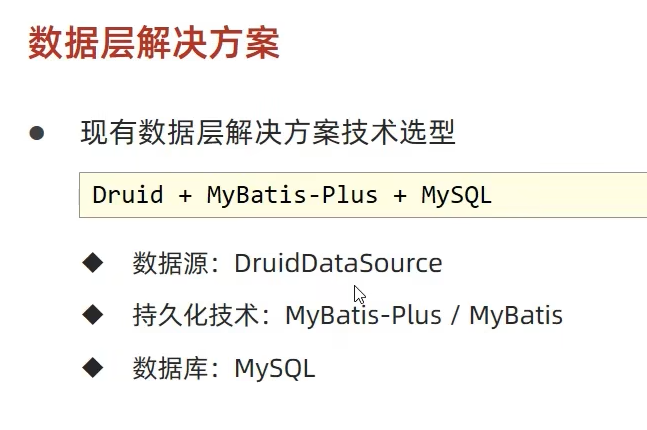 数据层解决方案
现有数据层解决方案技术选型
Druid + MyBatis-Plus + MySQL
数据源：DruidDataSource
持久化技术：MyBatis-Plus / MyBatis
数据库：MySQL